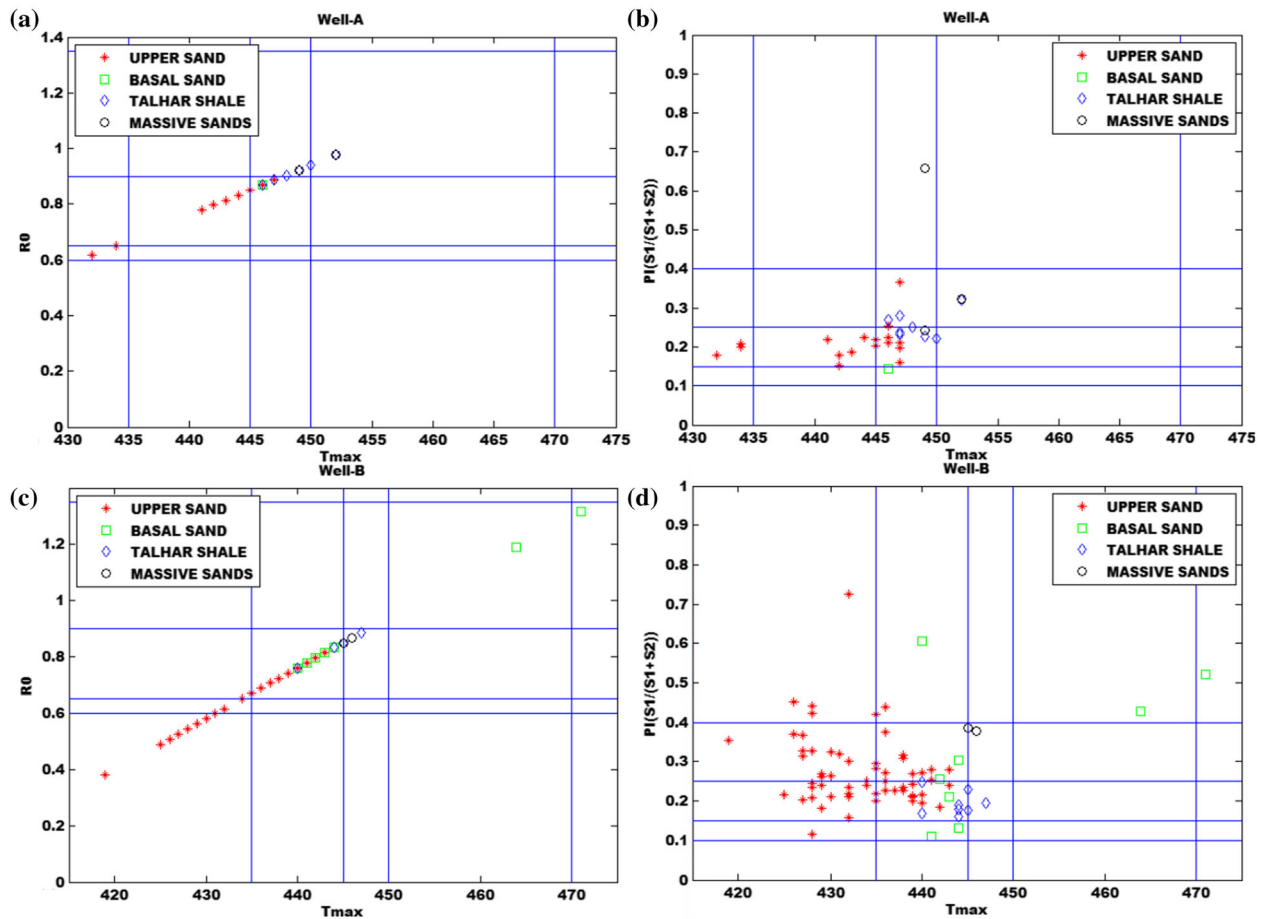 (a)
Well-A
1.4
1.2
1
0.8
0.6
0.4
0.2
0
R0
UPPER SAND
BASAL SAND
TALHAR SHALE
MASSIVE SANDS
430 435 440 445 450 455 460 465 470 475
Tmax
(b)
Well-A
1
0.9
0.8
0.7
0.6
0.5
0.4
0.3
0.2
0.1
0
PI(S1/(S1+S2))
UPPER SAND
BASAL SAND
TALHAR SHALE
MASSIVE SANDS
430 435 440 445 450 455 460 465 470 475
Tmax
(c)
Well-B
1.2
1
0.8
0.6
0.4
0.2
0
R0
UPPER SAND
BASAL SAND
TALHAR SHALE
MASSIVE SANDS
420 430 440 450 460 470
Tmax
(d)
Well-B
1
0.9
0.8
0.7
0.6
0.5
0.4
0.3
0.2
0.1
0
PI(S1/(S1+S2))
UPPER SAND
BASAL SAND
TALHAR SHALE
MASSIVE SANDS
420 430 440 450 460 470
Tmax